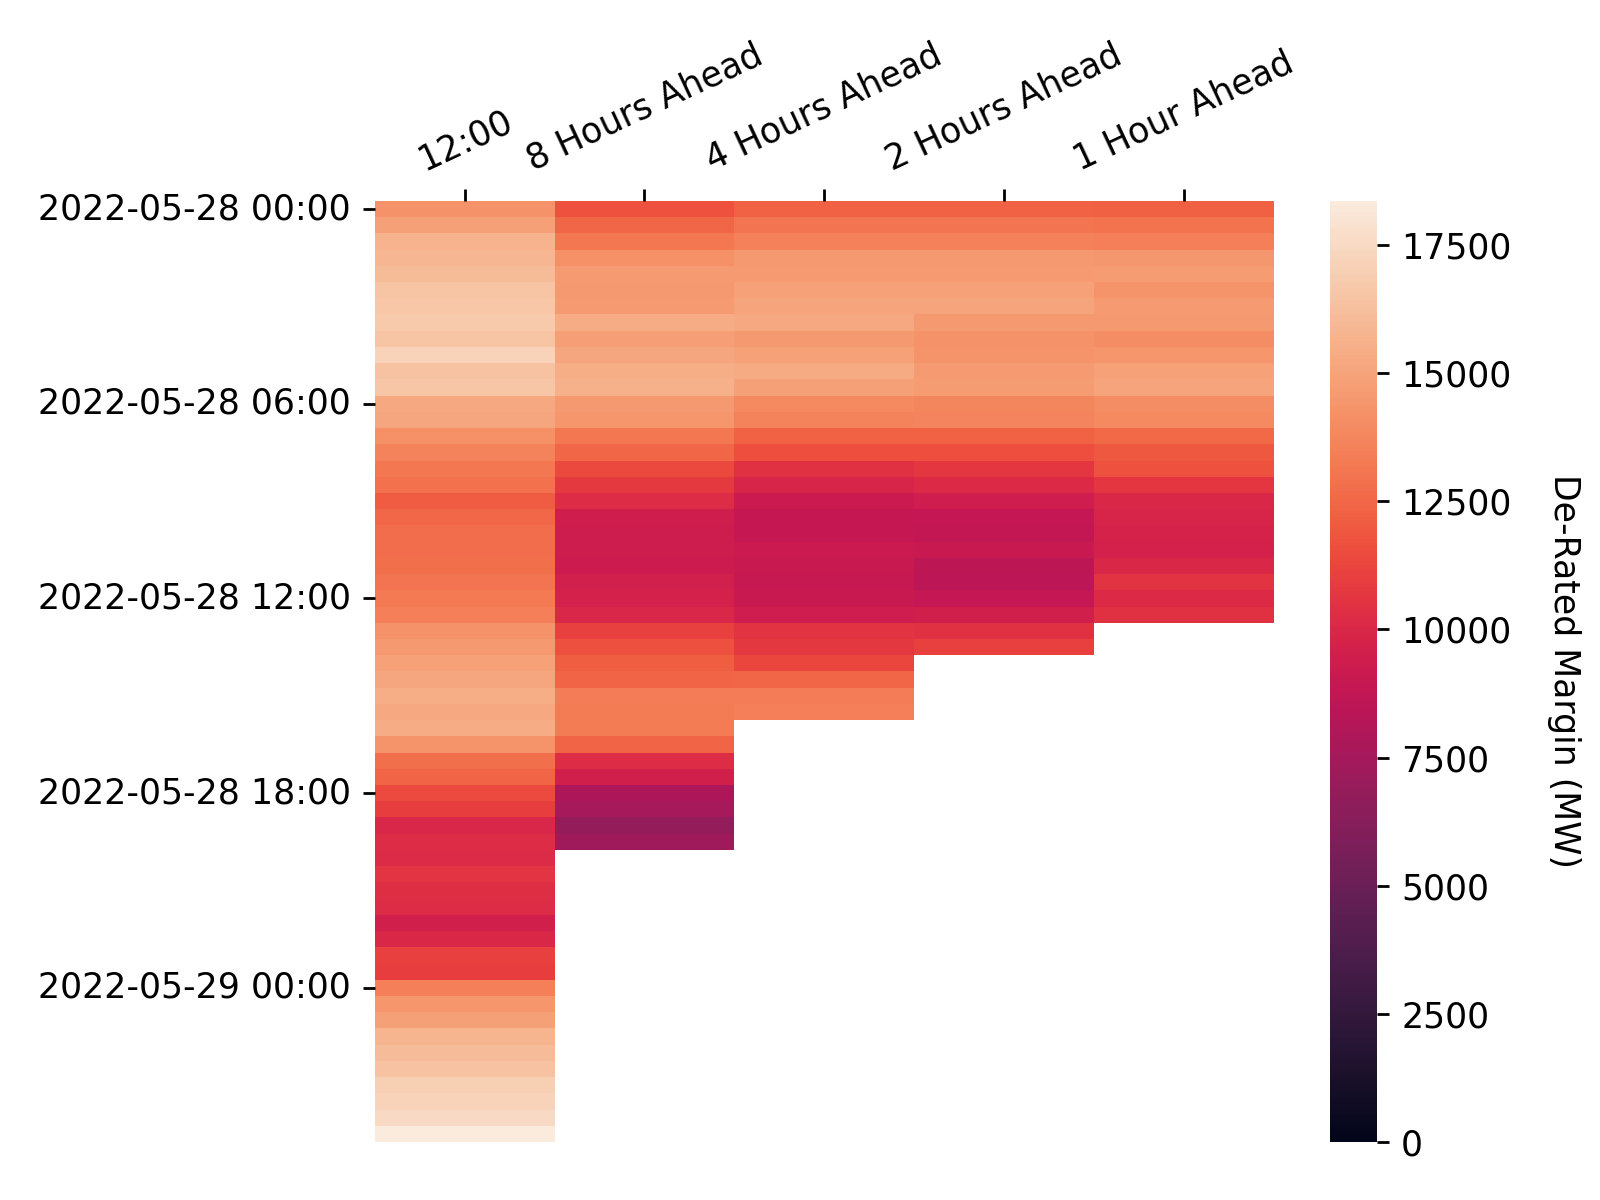 12:00
8 Hours Ahead
4 Hours Ahead
2 Hours Ahead
1 Hour Ahead
2022-05-28 00:00
2022-05-28 06:00
2022-05-28 12:00
2022-05-28 18:00
2022-05-29 00:00
17500
15000
12500
10000
7500
5000
2500
0
De-Rated Margin (MW)